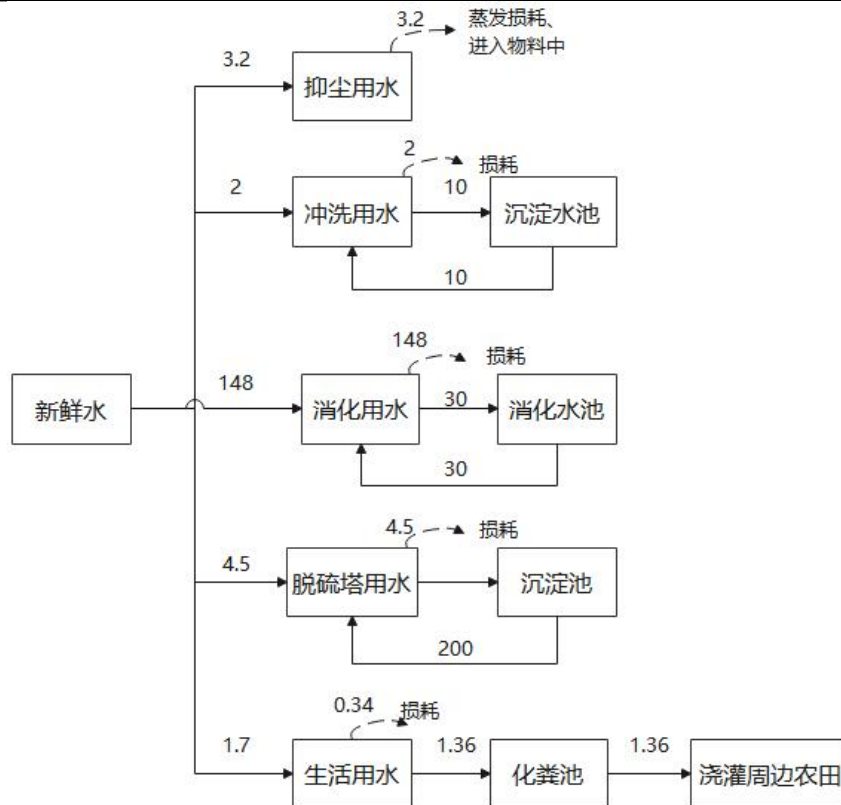 3.2
蒸发损耗、
进入物料中
3.2
抑尘用水
2
损耗
2
冲洗用水
10
沉淀水池
10
148
损耗
新鲜水
148
消化用水
30
消化水池
30
4.5
损耗
4.5
脱硫塔用水
沉淀池
200
0.34
损耗
1.7
生活用水
1.36
化粪池
1.36
浇灌周边农田